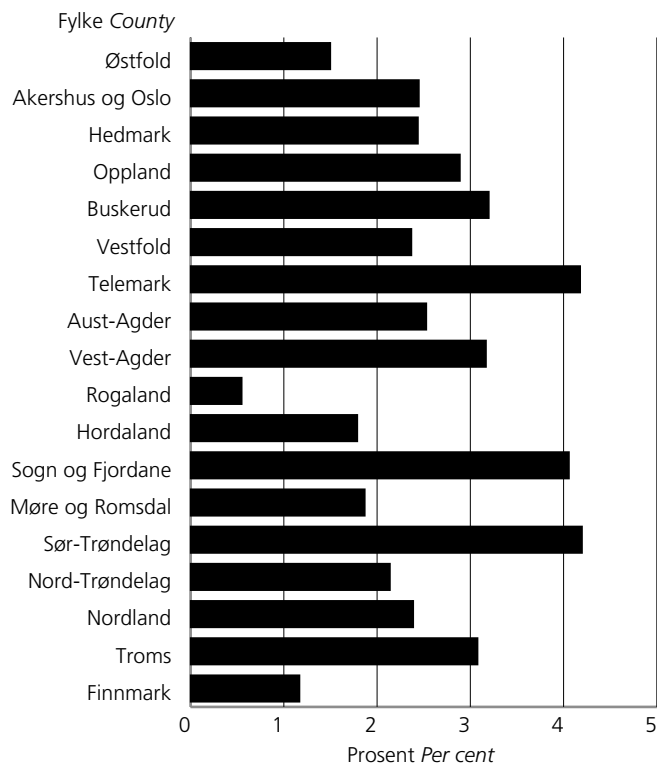 Fylke County
Østfold
Akershus og Oslo
Hedmark
Oppland
Buskerud
Vestfold
Telemark
Aust-Agder
Vest-Agder
Rogaland
Hordaland
Sogn og Fjordane
Møre og Romsdal
Sør-Trøndelag
Nord-Trøndelag
Nordland
Troms
Finnmark
0 1 2 3 4 5
Prosent Per cent